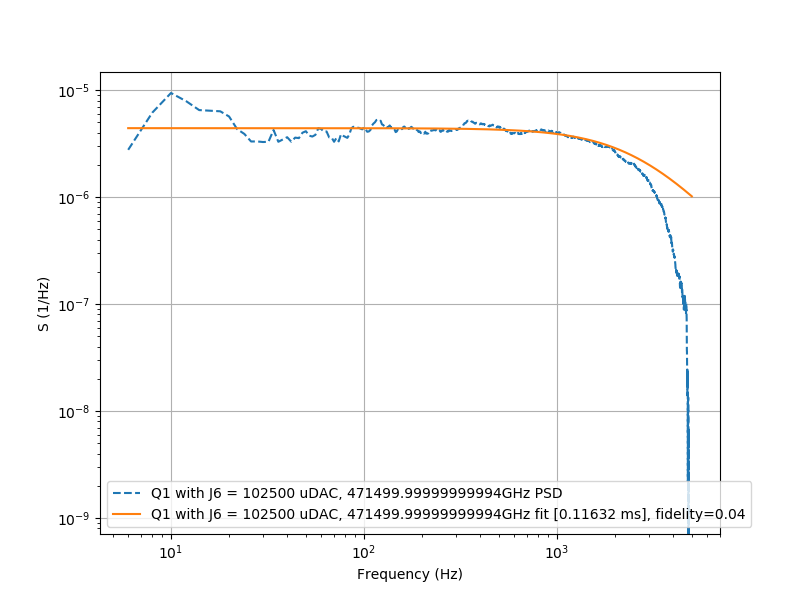 10⁻⁵
10⁻⁶
10⁻⁷
10⁻⁸
10⁻⁹
S (1/Hz)
Q1 with J6 = 102500 uDAC, 471499.99999999994GHz PSD
Q1 with J6 = 102500 uDAC, 471499.99999999994GHz fit [0.11632 ms], fidelity=0.04
10¹ 10² 10³
Frequency (Hz)